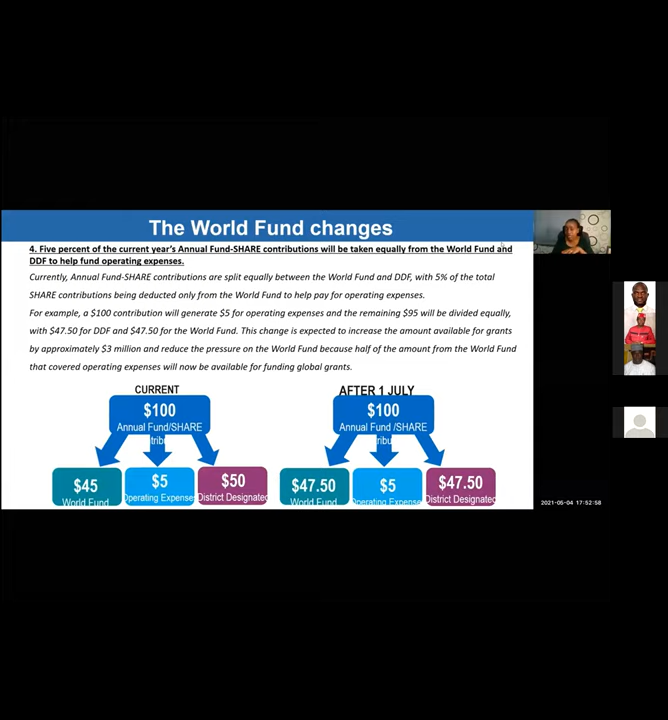 The World Fund changes
4. Five percent of the current year's Annual Fund-SHARE contributions will be taken equally from the World Fund and
DDF to help fund operating expenses.
Currently, Annual Fund-SHARE contributions are split equally between the World Fund and DDF, with 5% of the total
SHARE contributions being deducted only from the World Fund to help pay for operating expenses.
For example, a $100 contribution will generate $5 for operating expenses and the remaining $95 will be divided equally,
with $47.50 for DDF and $47.50 for the World Fund. This change is expected to increase the amount available for grants
by approximately $3 million and reduce the pressure on the World Fund because half of the amount from the World Fund
that covered operating expenses will now be available for funding global grants.
CURRENT
$100
Annual Fund/SHARE
$45
World Fund
$5
Operating Expense
$50
District Designated
AFTER 1 JULY
$100
Annual Fund /SHARE
$47.50
World Fund
$5
Operating Expense
$47.50
District Designated
2021-05-04 17:52:58